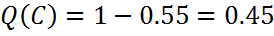 Q(C) = 1 − 0.55 = 0.45